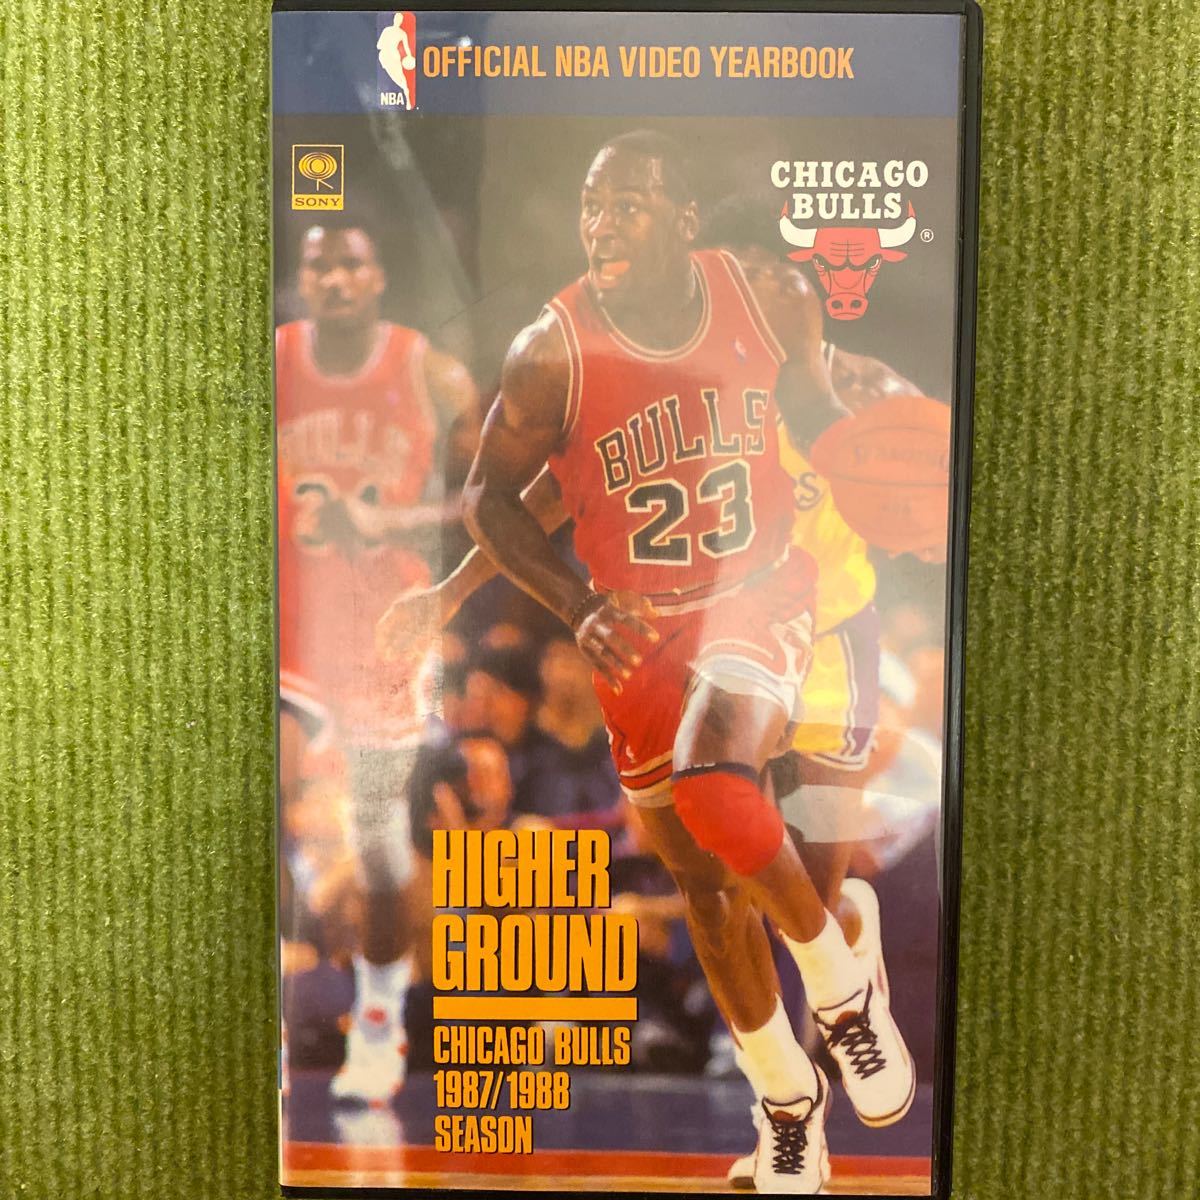 OFFICIAL NBA VIDEO YEARBOOK
NBA
SONY
CHICAGO
BULLS
®
BULLS
23
HIGHER
GROUND
CHICAGO BULLS
1987/1988
SEASON